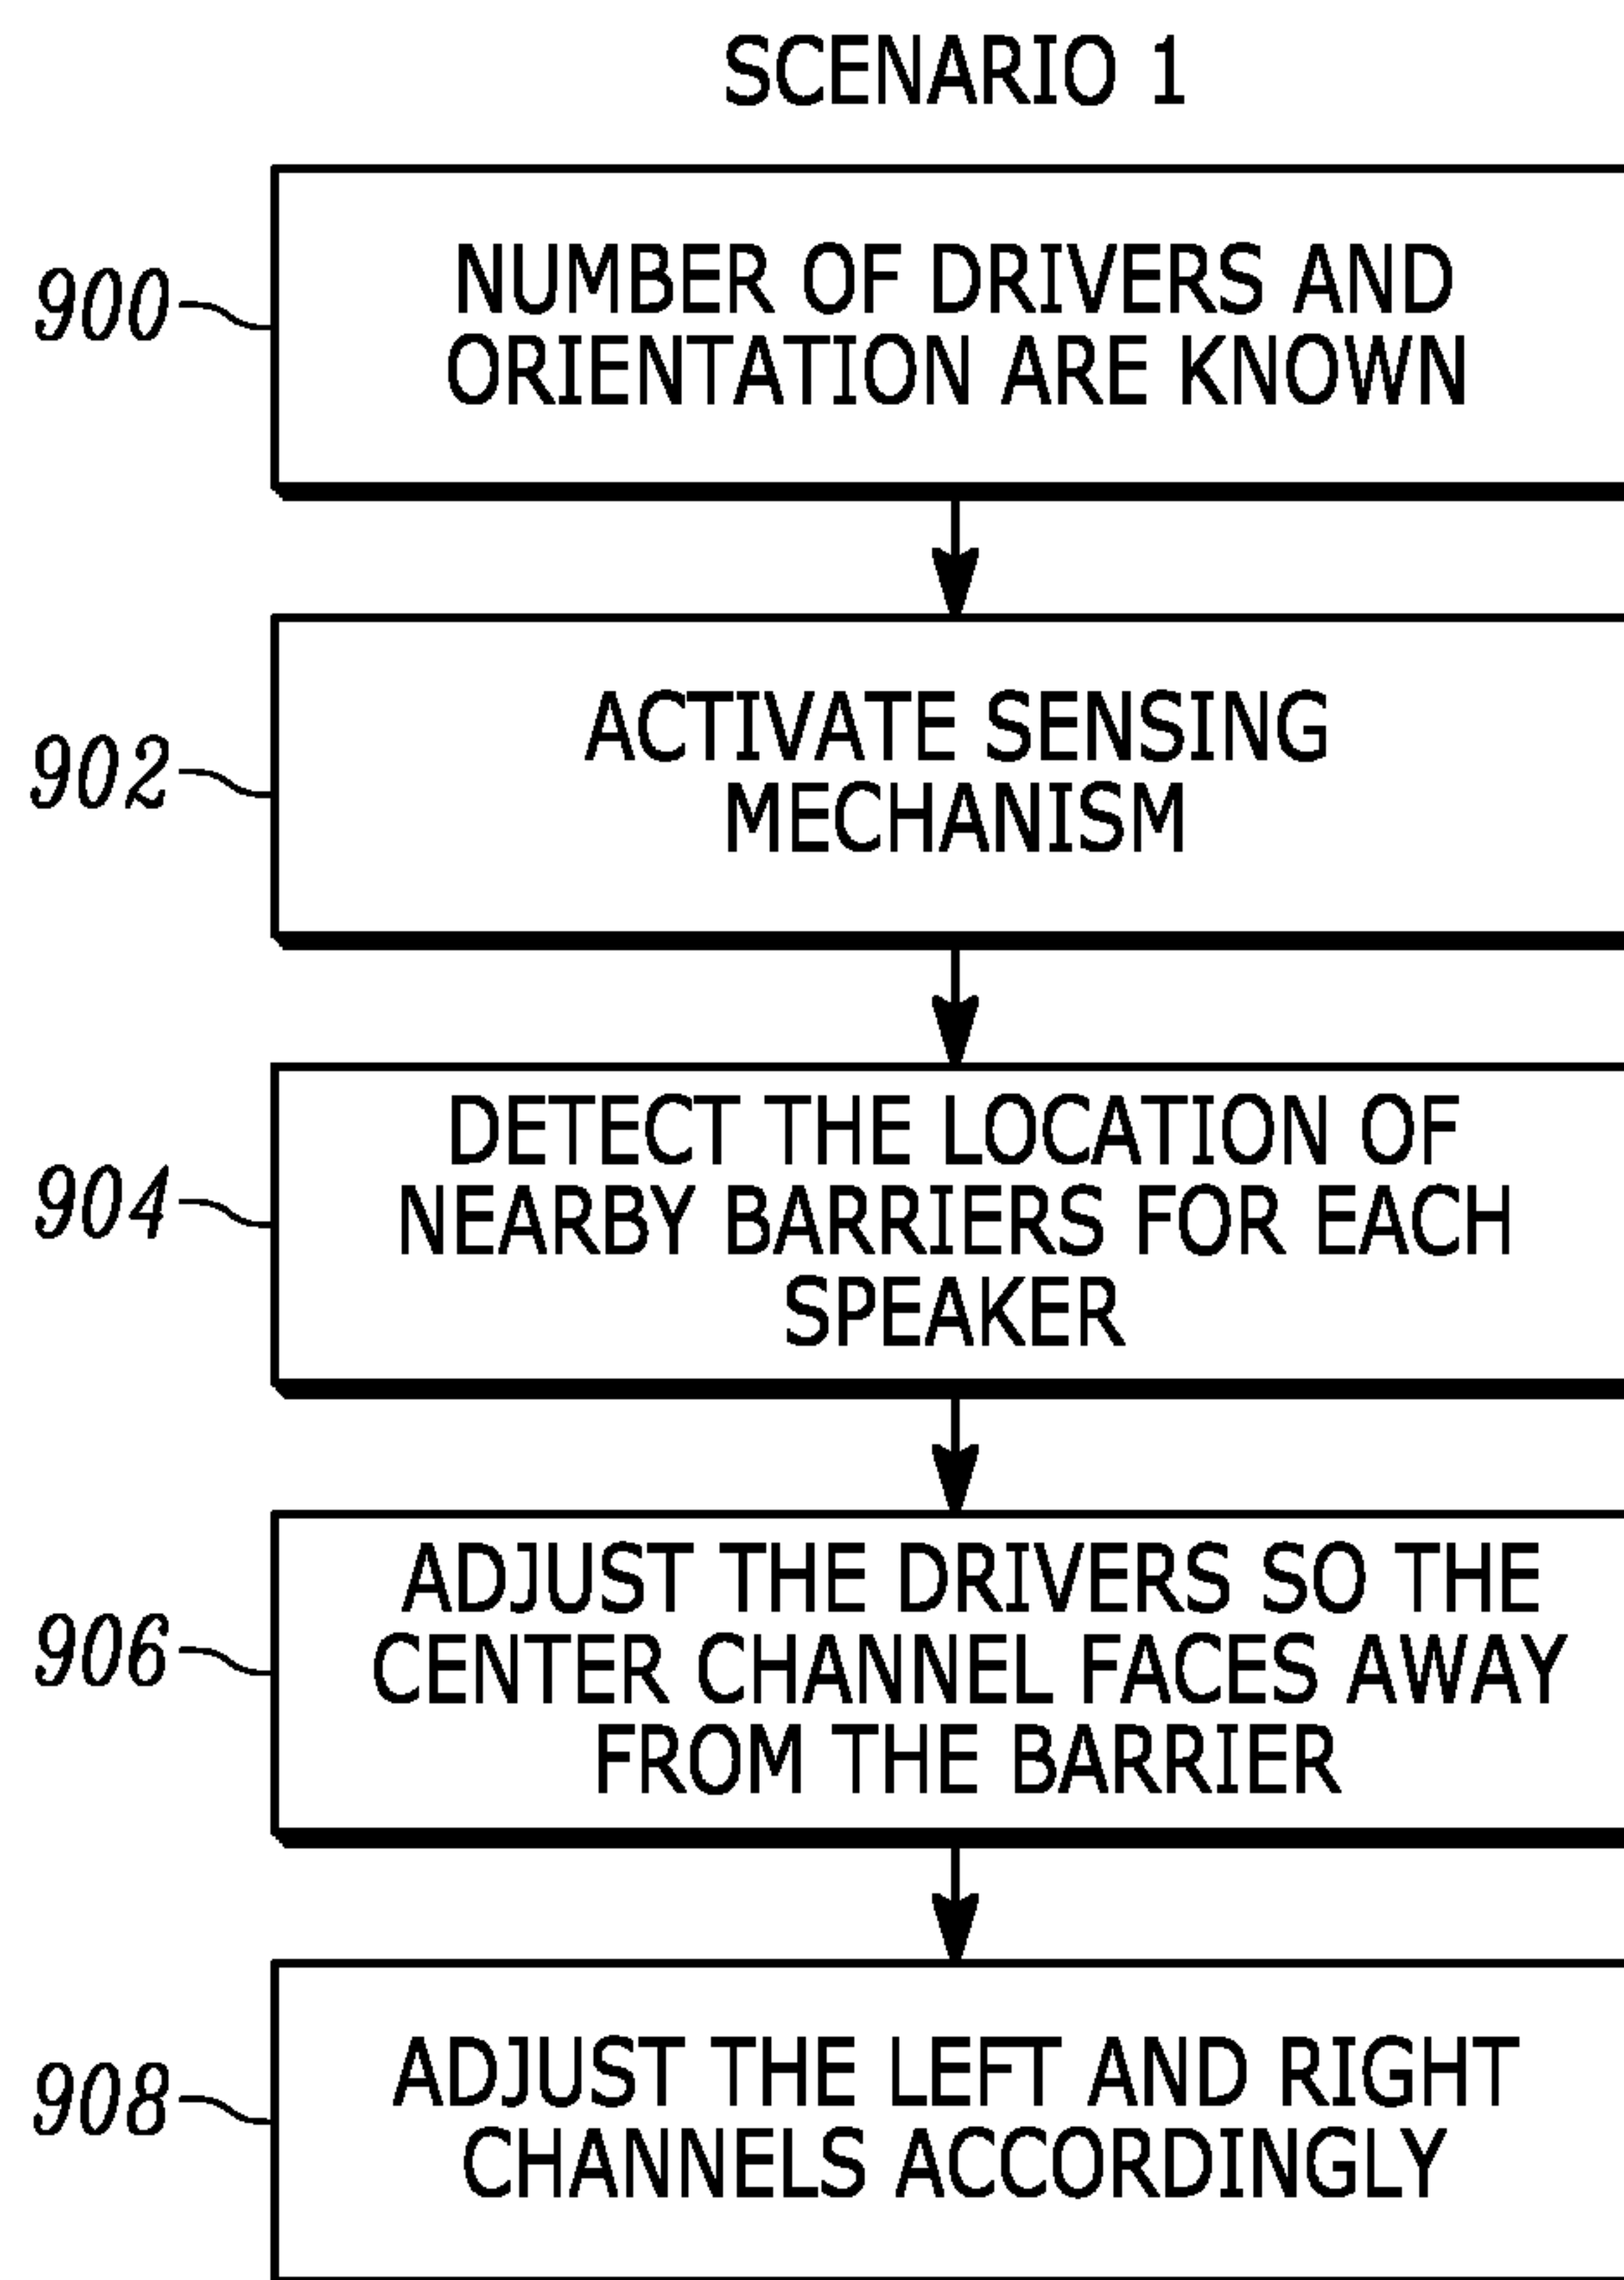 SCENARIO 1
900
NUMBER OF DRIVERS AND
ORIENTATION ARE KNOWN
902
ACTIVATE SENSING
MECHANISM
904
DETECT THE LOCATION OF
NEARBY BARRIERS FOR EACH
SPEAKER
906
ADJUST THE DRIVERS SO THE
CENTER CHANNEL FACES AWAY
FROM THE BARRIER
908
ADJUST THE LEFT AND RIGHT
CHANNELS ACCORDINGLY